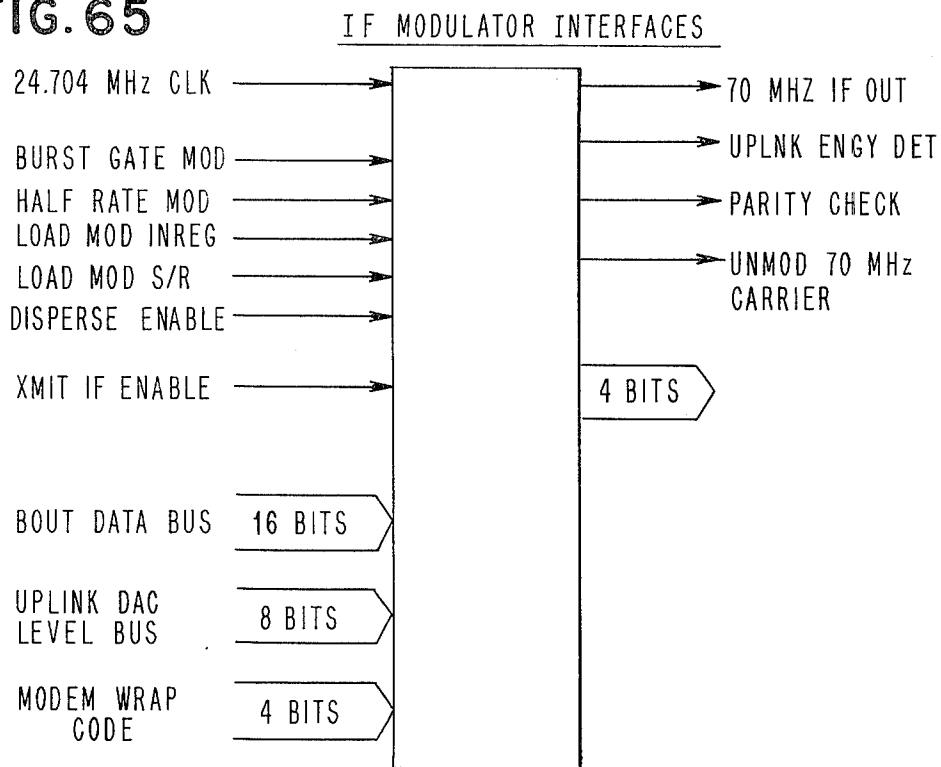 FIG. 65
IF MODULATOR INTERFACES
24.704 MHz CLK
BURST GATE MOD
HALF RATE MOD
LOAD MOD INREG
LOAD MOD S/R
DISPERSE ENABLE
XMIT IF ENABLE
BOUT DATA BUS
16 BITS
UPLINK DAC
LEVEL BUS
8 BITS
MODEM WRAP
CODE
4 BITS
70 MHZ IF OUT
UPLNK ENGY DET
PARITY CHECK
UNMOD 70 MHz
CARRIER
4 BITS